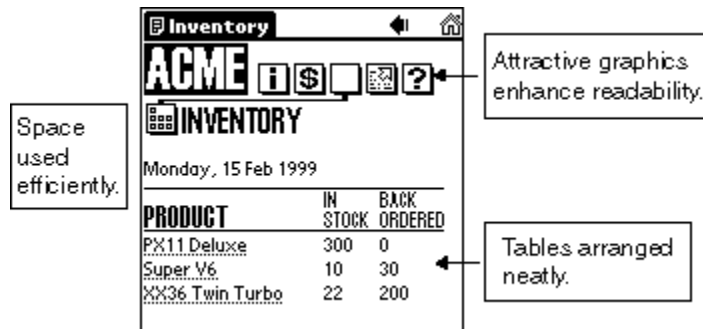 Inventory
ACME i $ ?
INVENTORY
Monday, 15 Feb 1999
PRODUCT IN STOCK BACK ORDERED
PX11 Deluxe 300 0
Super V6 10 30
XX36 Twin Turbo 22 200
Space
used
efficiently.
Attractive graphics
enhance readability.
Tables arranged
neatly.